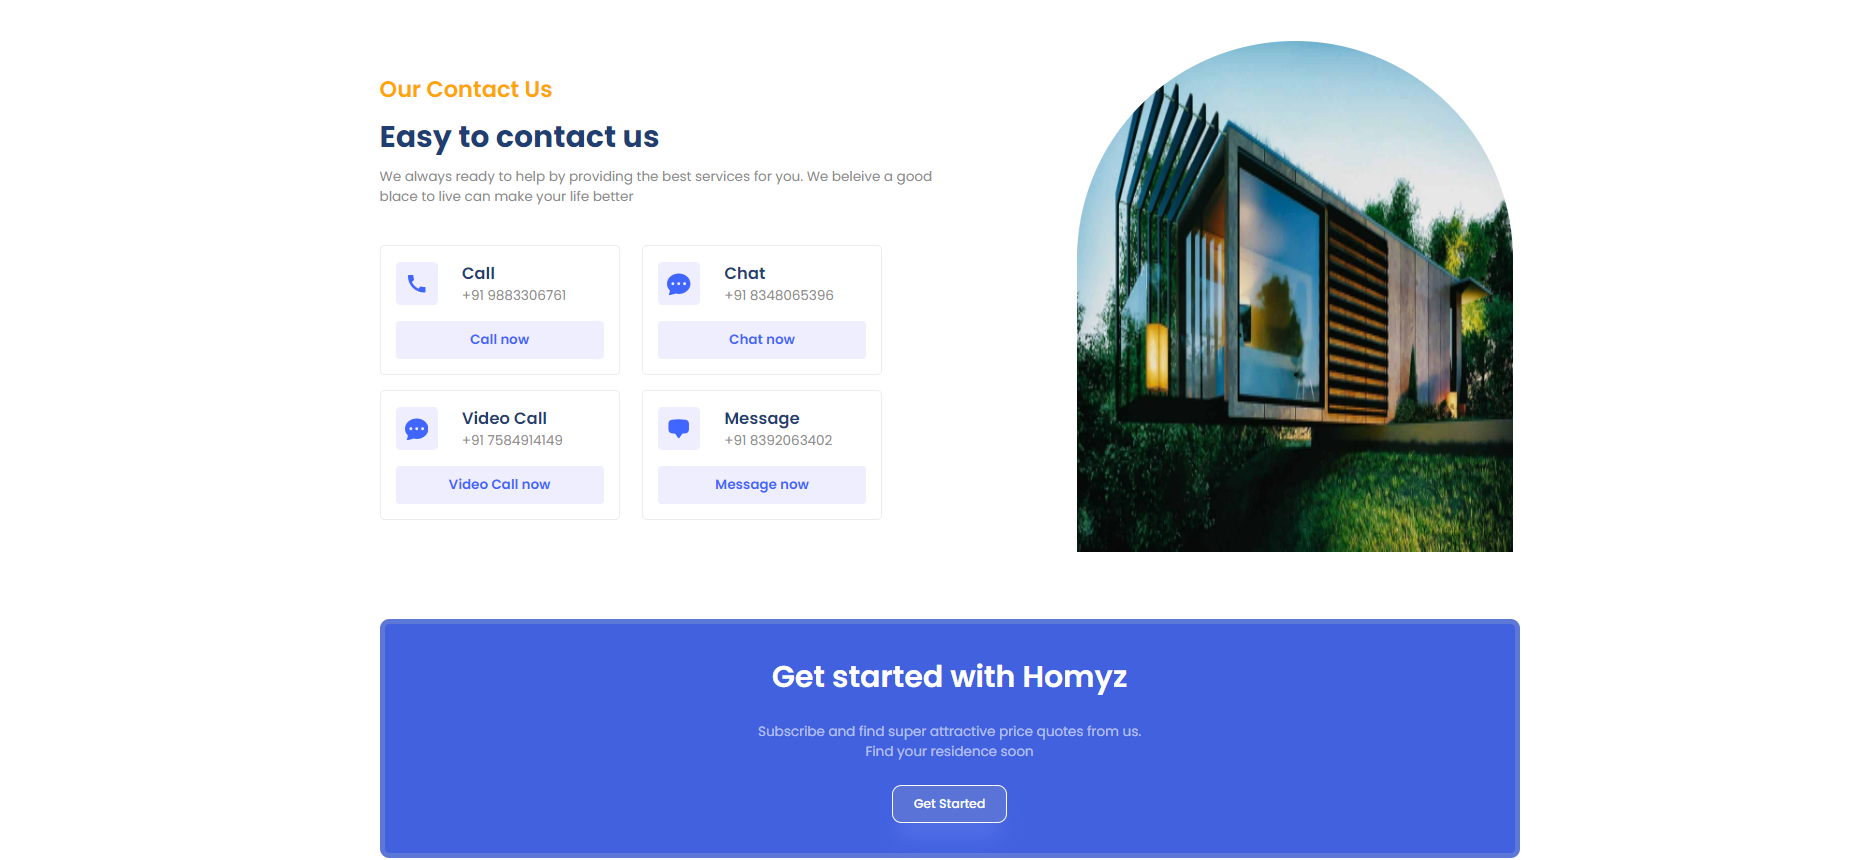 Our Contact Us
Easy to contact us
We always ready to help by providing the best services for you. We beleive a good
blace to live can make your life better
Call
+91 9883306761
Call now
Chat
+91 8348065396
Chat now
Video Call
+91 7584914149
Video Call now
Message
+91 8392063402
Message now
Get started with Homyz
Subscribe and find super attractive price quotes from us.
Find your residence soon
Get Started